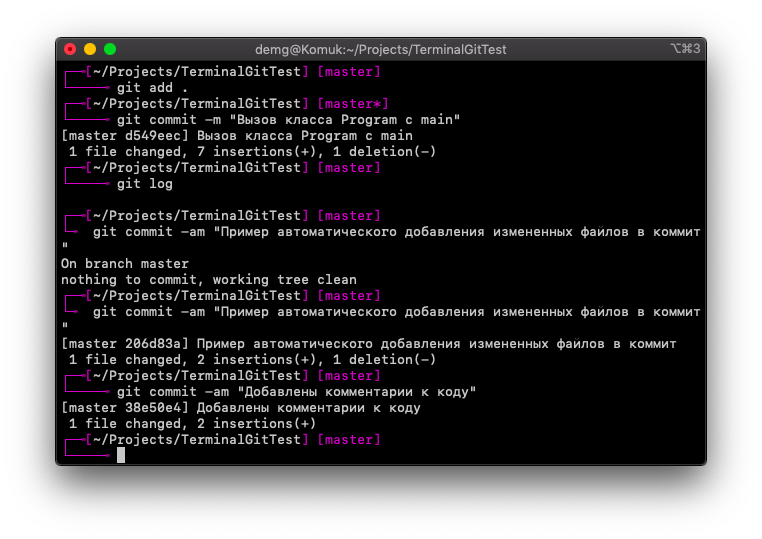 demg@Komuk:~/Projects/TerminalGitTest ⌥⌘3
[~/Projects/TerminalGitTest] [master]
git add .
[~/Projects/TerminalGitTest] [master*]
git commit -m "Вызов класса Program с main"
[master d549eec] Вызов класса Program с main
1 file changed, 7 insertions(+), 1 deletion(-)
[~/Projects/TerminalGitTest] [master]
git log
[~/Projects/TerminalGitTest] [master]
git commit -am "Пример автоматического добавления измененных файлов в коммит
"
On branch master
nothing to commit, working tree clean
[~/Projects/TerminalGitTest] [master]
git commit -am "Пример автоматического добавления измененных файлов в коммит
"
[master 206d83a] Пример автоматического добавления измененных файлов в коммит
1 file changed, 2 insertions(+), 1 deletion(-)
[~/Projects/TerminalGitTest] [master]
git commit -am "Добавлены комментарии к коду"
[master 38e50e4] Добавлены комментарии к коду
1 file changed, 2 insertions(+)
[~/Projects/TerminalGitTest] [master]